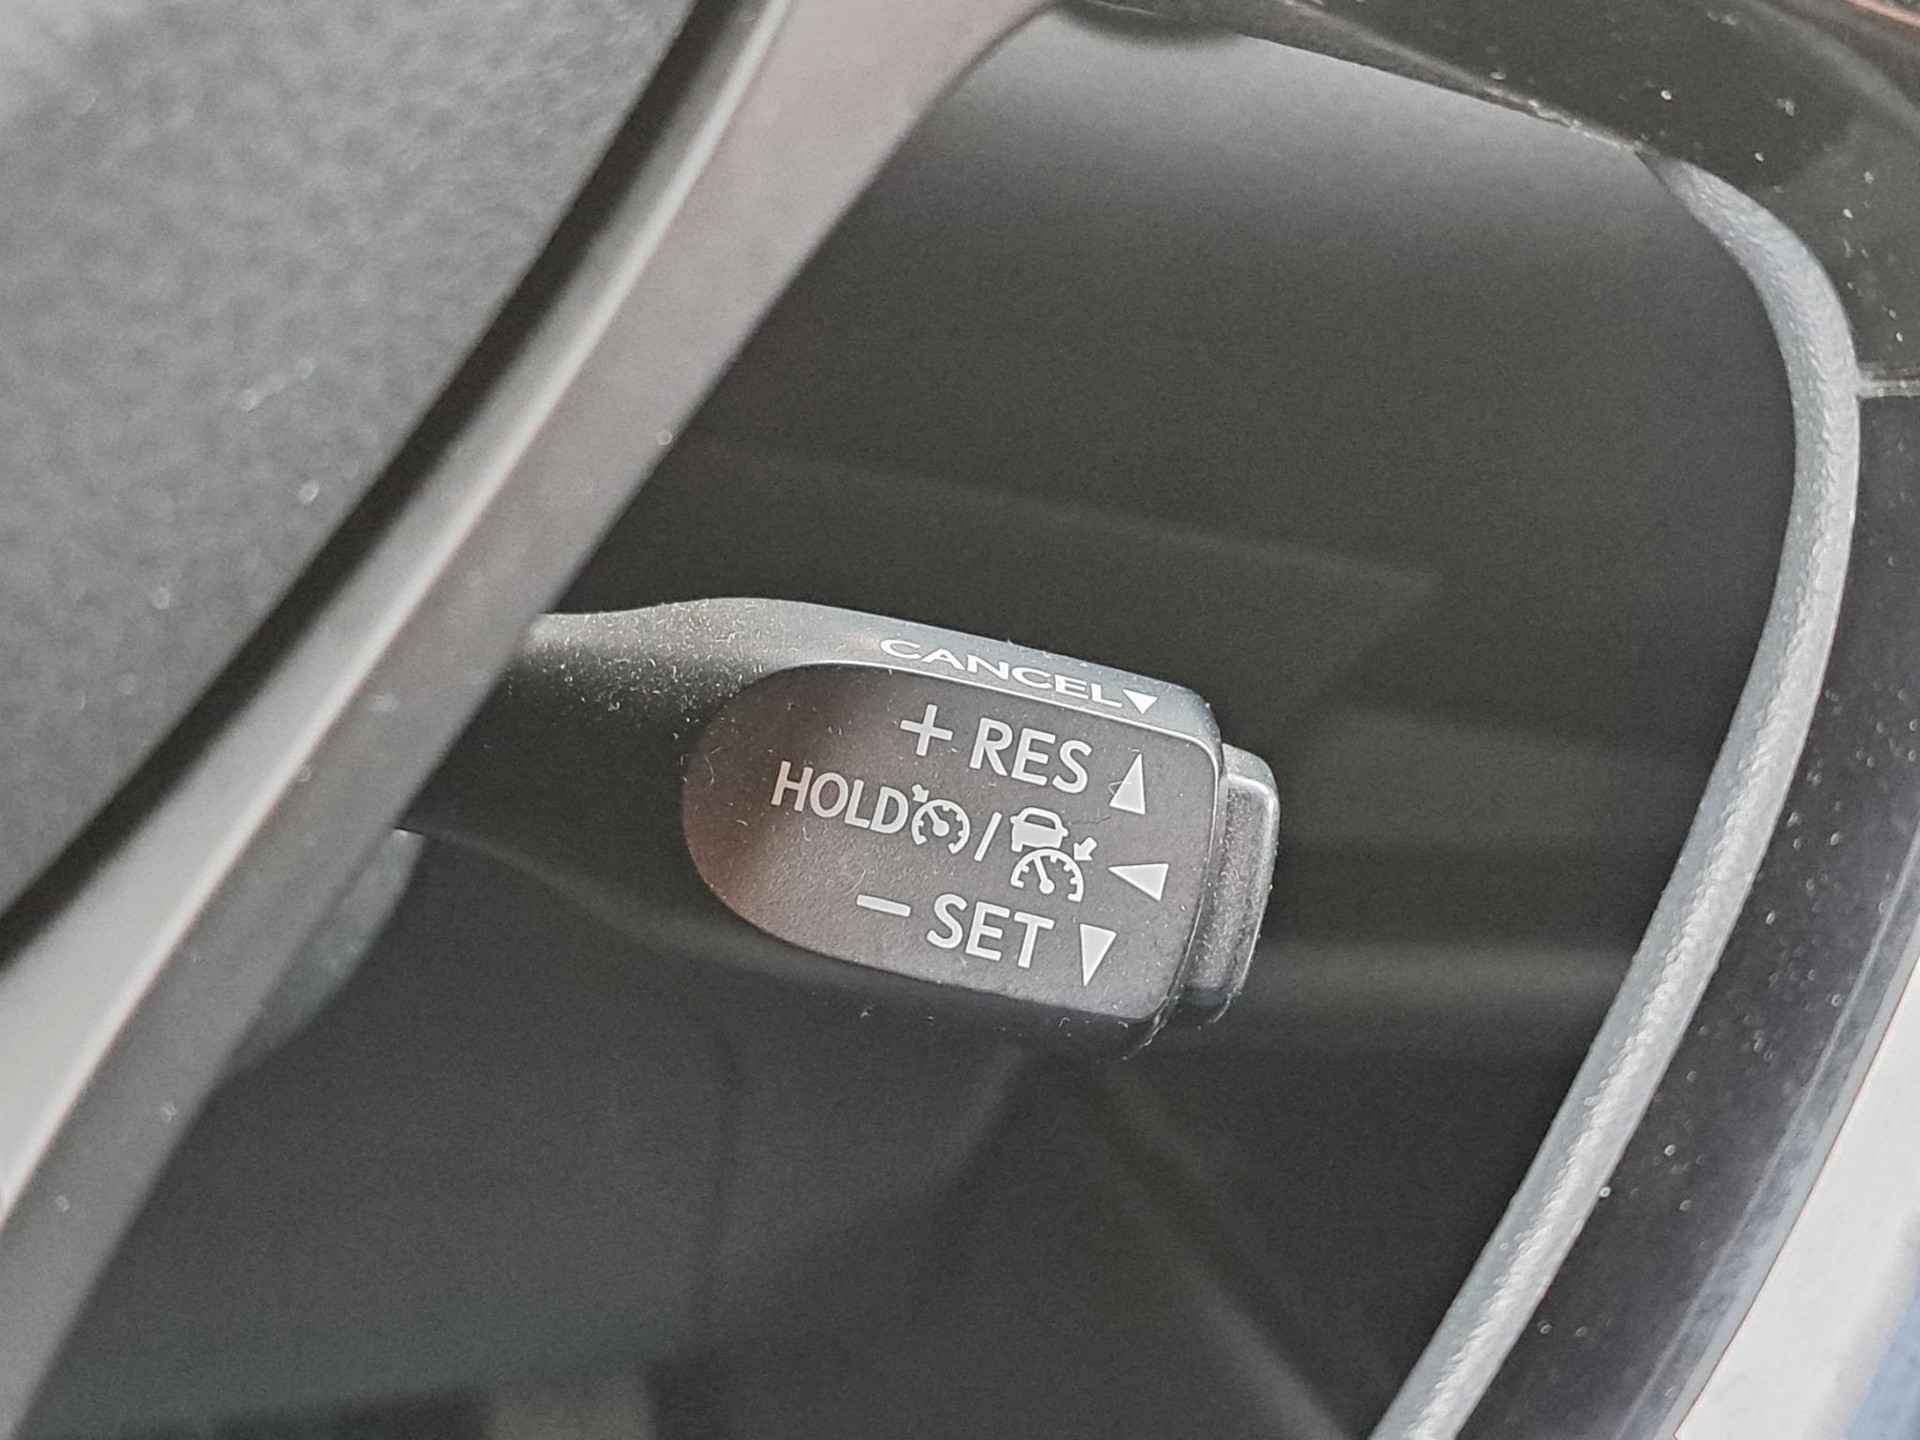 CANCEL▼
+ RES ▲
HOLD / ◀
− SET ▼